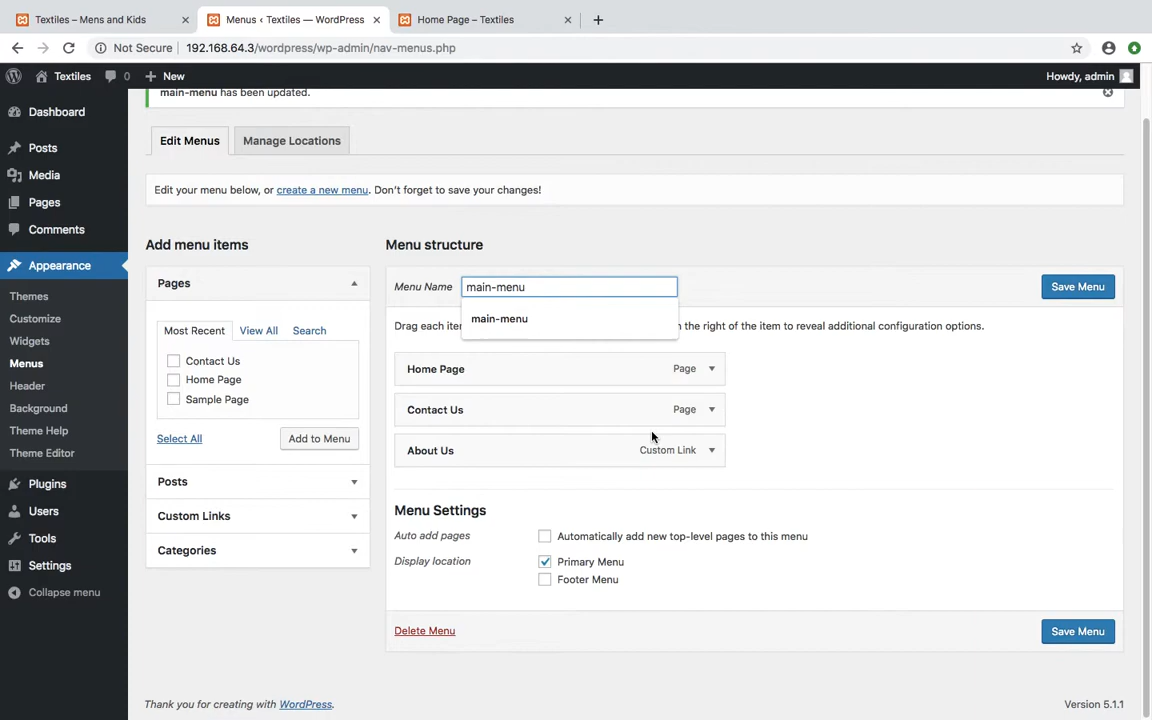 Textiles – Mens and Kids
Menus ‹ Textiles — WordPress
Home Page – Textiles
Not Secure
192.168.64.3/wordpress/wp-admin/nav-menus.php
Textiles
0
New
Howdy, admin
main-menu has been updated.
Dashboard
Posts
Media
Pages
Comments
Appearance
Themes
Customize
Widgets
Menus
Header
Background
Theme Help
Theme Editor
Plugins
Users
Tools
Settings
Collapse menu
Edit Menus
Manage Locations
Edit your menu below, or create a new menu. Don't forget to save your changes!
Add menu items
Pages
Most Recent
View All
Search
Contact Us
Home Page
Sample Page
Select All
Add to Menu
Posts
Custom Links
Categories
Menu structure
Menu Name
main-menu
Save Menu
main-menu
Drag each ite
n the right of the item to reveal additional configuration options.
Home Page
Page
Contact Us
Page
About Us
Custom Link
Menu Settings
Auto add pages
Automatically add new top-level pages to this menu
Display location
Primary Menu
Footer Menu
Delete Menu
Save Menu
Thank you for creating with WordPress.
Version 5.1.1